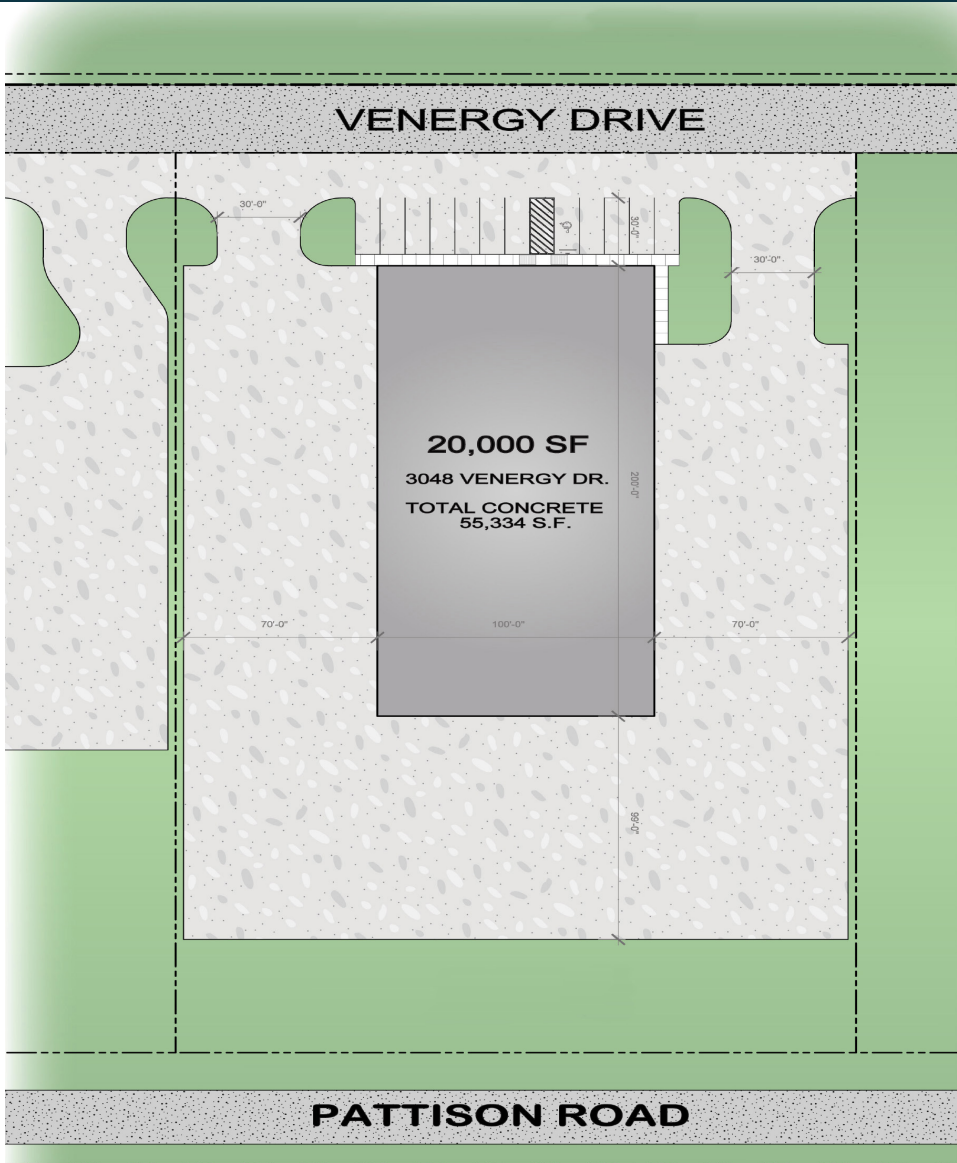 VENERGY DRIVE
30'-0"
30'-0"
30'-0"
20,000 SF
3048 VENERGY DR.
200'-0"
TOTAL CONCRETE
55,334 S.F.
70'-0"
100'-0"
70'-0"
99'-0"
PATTISON ROAD